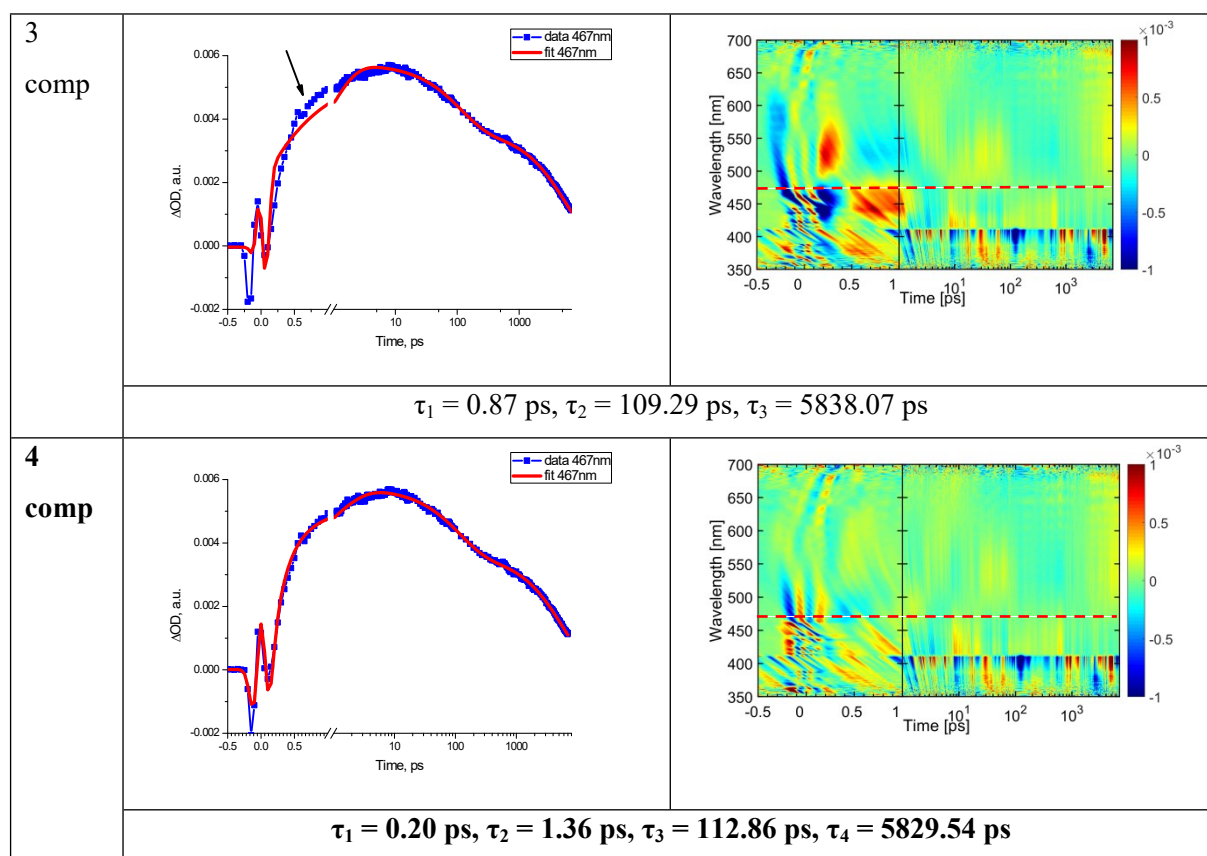 3
comp
data 467nm
fit 467nm
0.006
0.004
0.002
0.000
-0.002
ΔOD, a.u.
-0.5 0.0 0.5 10 100 1000
Time, ps
×10⁻³
700
650
600
550
500
450
400
350
Wavelength [nm]
-0.5 0 0.5 1 10¹ 10² 10³
Time [ps]
1
0.5
0
-0.5
-1
τ₁ = 0.87 ps, τ₂ = 109.29 ps, τ₃ = 5838.07 ps
4
comp
data 467nm
fit 467nm
0.006
0.004
0.002
0.000
-0.002
ΔOD, a.u.
-0.5 0.0 0.5 10 100 1000
Time, ps
×10⁻³
700
650
600
550
500
450
400
350
Wavelength [nm]
-0.5 0 0.5 1 10¹ 10² 10³
Time [ps]
1
0.5
0
-0.5
-1
τ₁ = 0.20 ps, τ₂ = 1.36 ps, τ₃ = 112.86 ps, τ₄ = 5829.54 ps